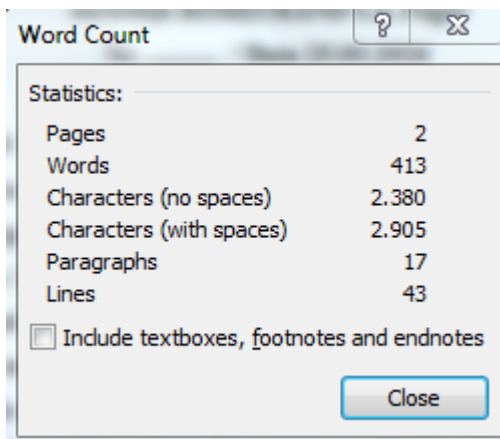 Word Count
?
Statistics:
Pages 2
Words 413
Characters (no spaces) 2.380
Characters (with spaces) 2.905
Paragraphs 17
Lines 43
Include textboxes, footnotes and endnotes
Close